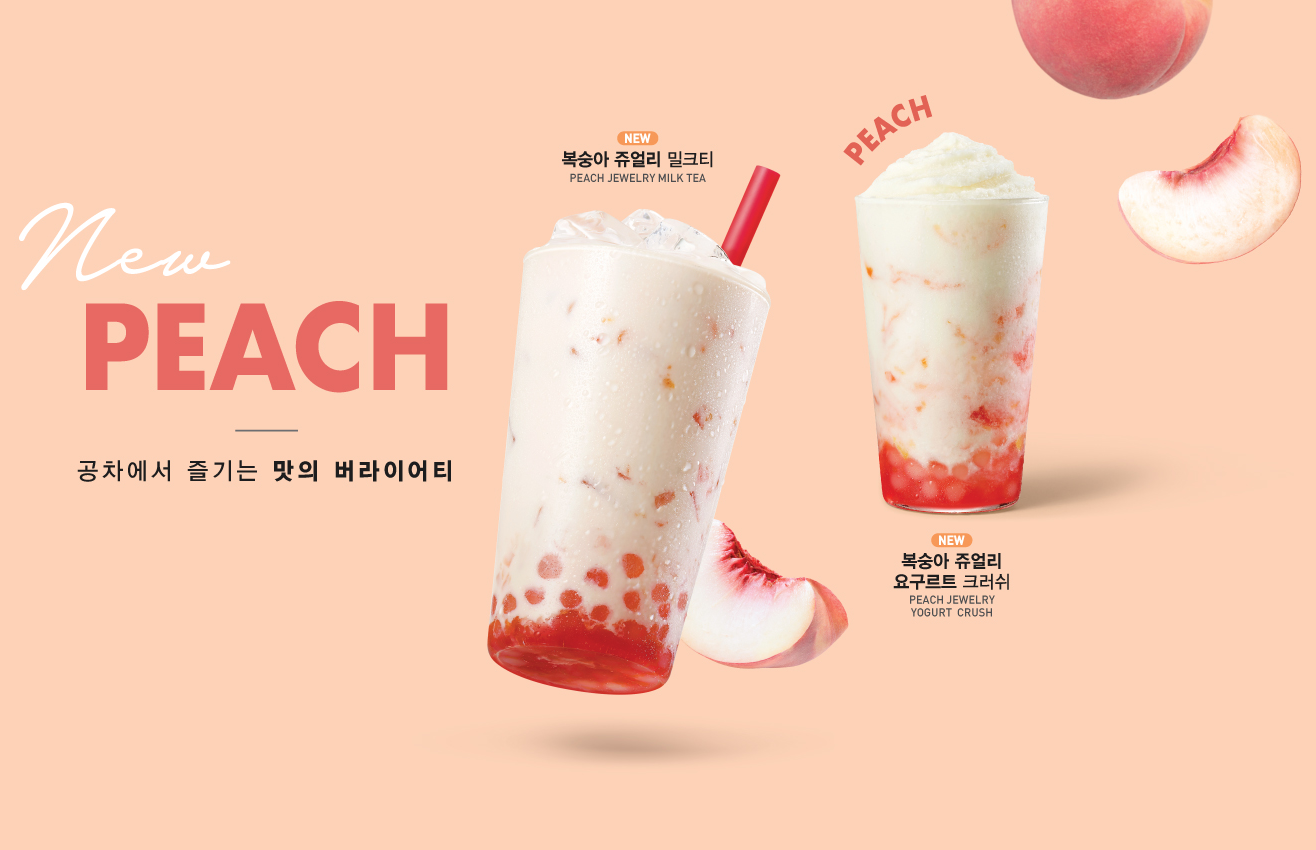 New
PEACH
공차에서 즐기는 맛의 버라이어티
NEW
복숭아 쥬얼리 밀크티
PEACH JEWELRY MILK TEA
PEACH
NEW
복숭아 쥬얼리
요구르트 크러쉬
PEACH JEWELRY
YOGURT CRUSH